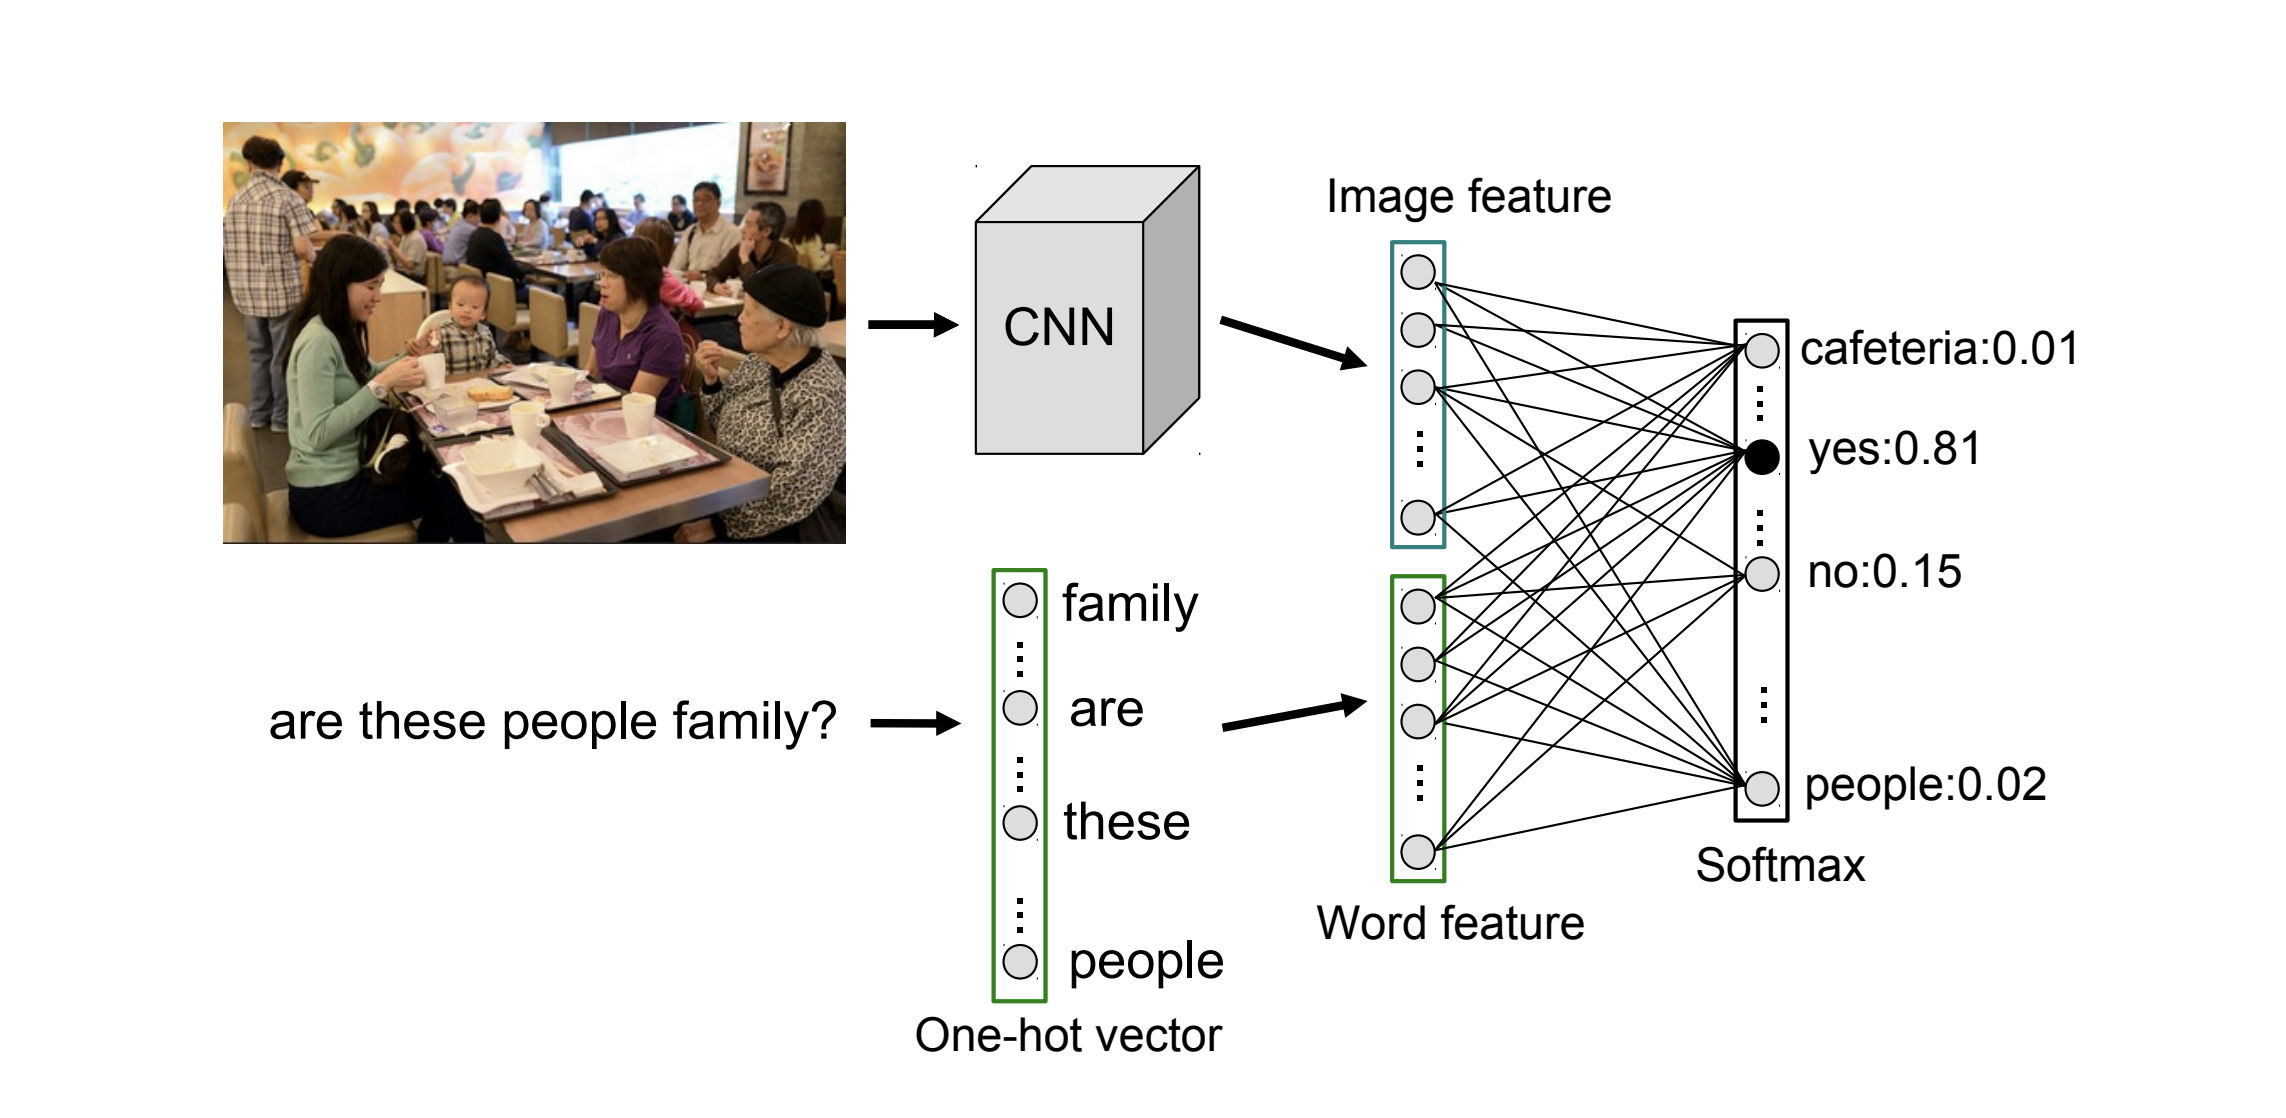 Image feature
CNN
cafeteria:0.01
yes:0.81
no:0.15
people:0.02
Softmax
are these people family?
family
are
these
people
One-hot vector
Word feature